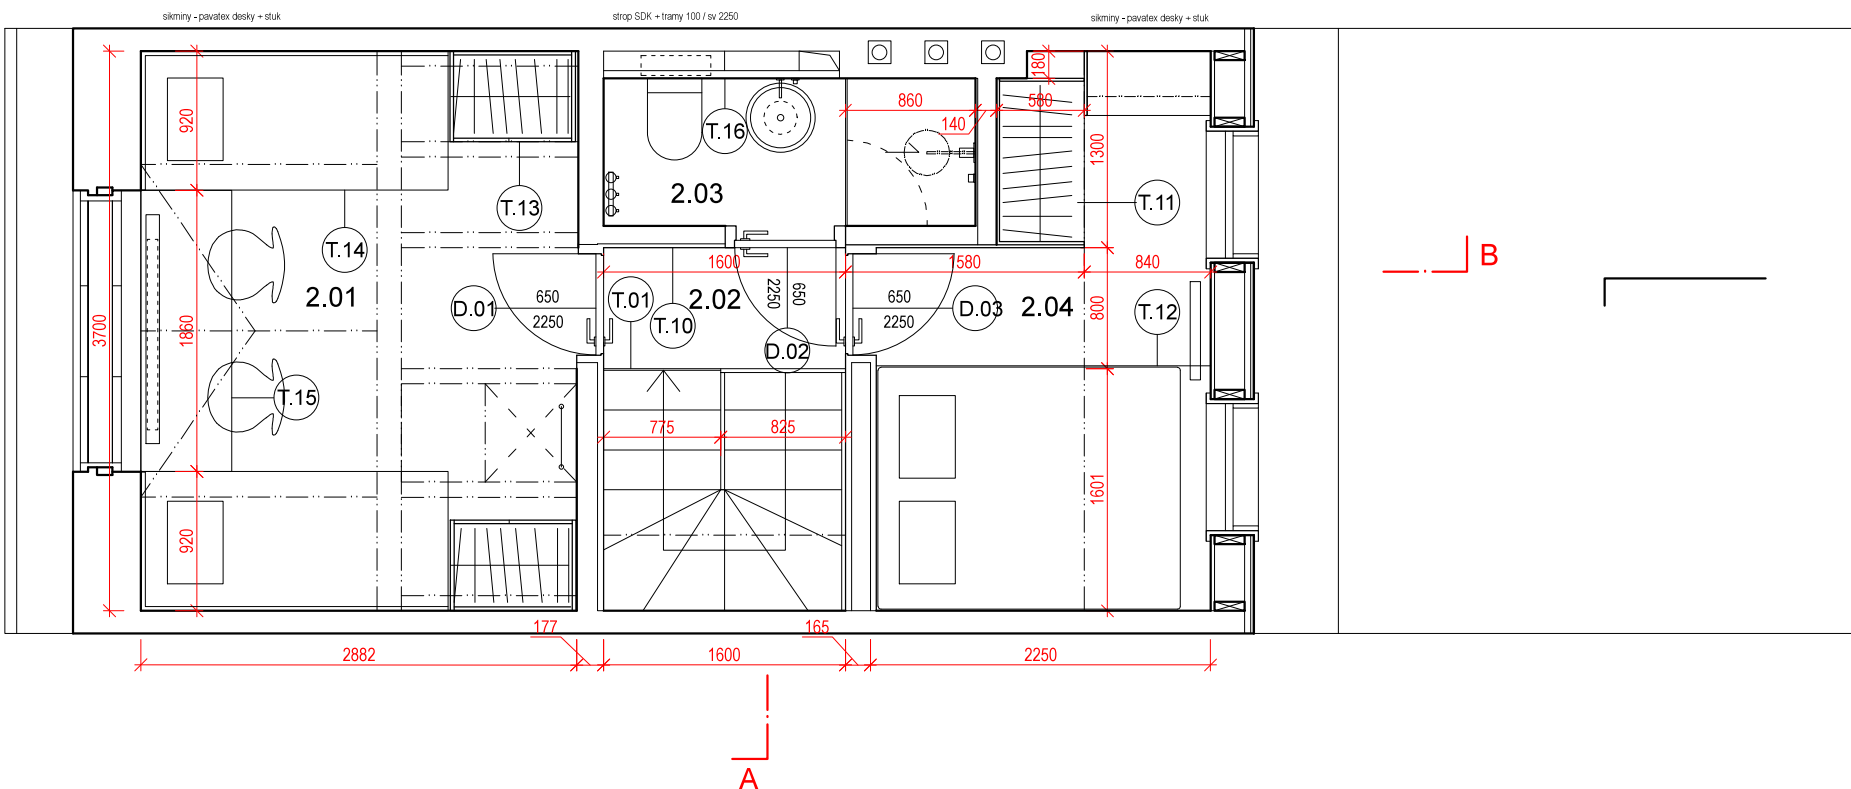 sikminy - pavatex desky + stuk
strop SDK + tramy 100 / sv 2250
sikminy - pavatex desky + stuk
180
920
860
580
140
T.16
1300
2.03
T.13
T.11
T.14
B
1600
1580
840
2.01
D.01
650
2250
T.01
2.02
650
2250
650
2250
D.03
2.04
800
T.12
3700
1860
T.10
D.02
T.15
775
825
1601
920
177
165
2882
1600
2250
A